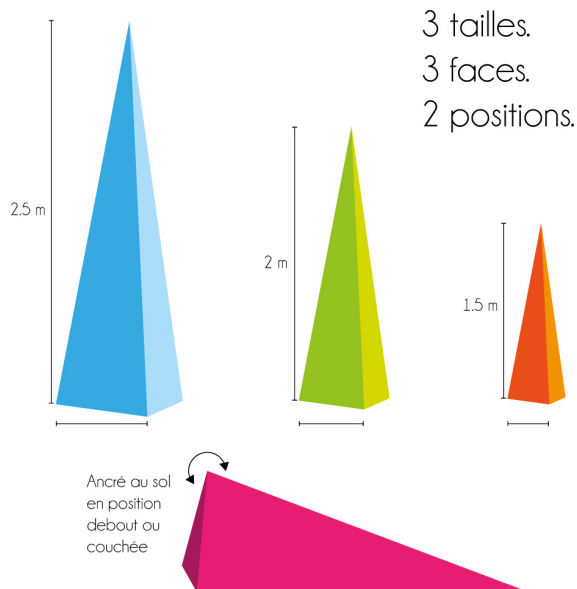 3 tailles.
3 faces.
2 positions.
2.5 m
2 m
1.5 m
Ancré au sol
en position
debout ou
couchée